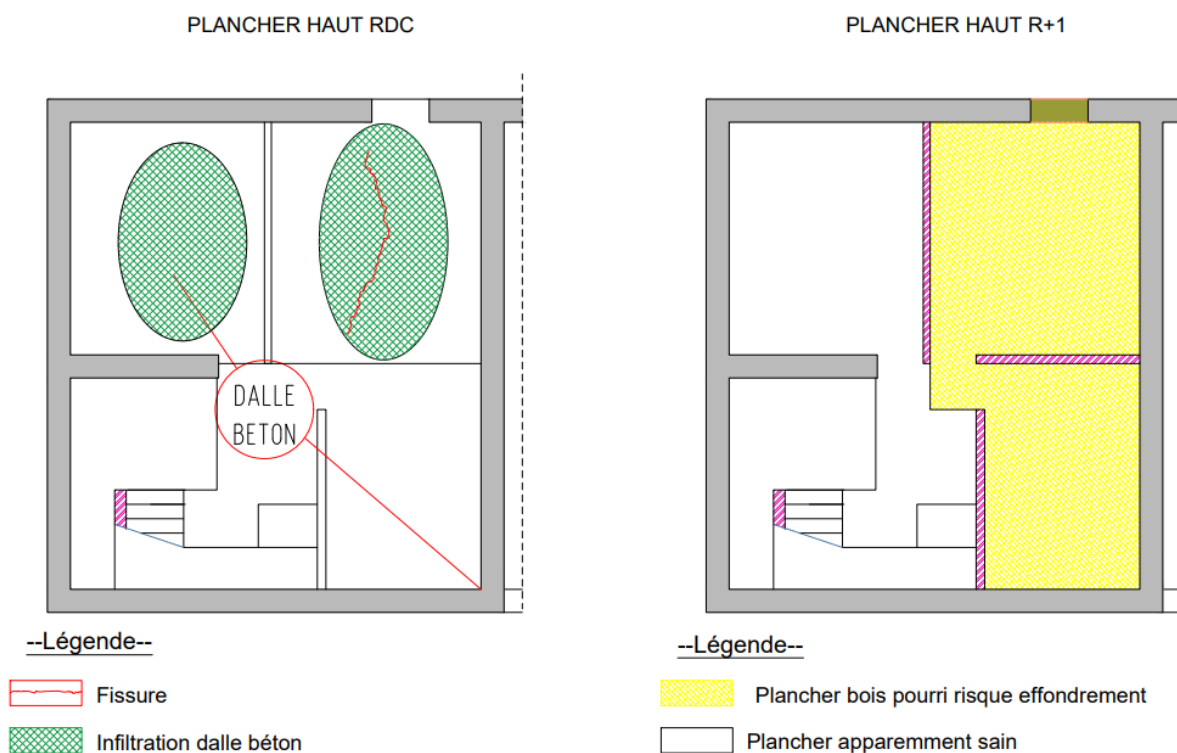 PLANCHER HAUT RDC
PLANCHER HAUT R+1
DALLE
BETON
--Légende--
Fissure
Infiltration dalle béton
--Légende--
Plancher bois pourri risque effondrement
Plancher apparemment sain